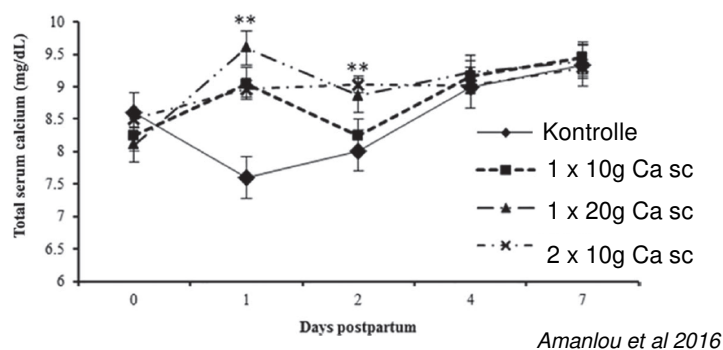 Total serum calcium (mg/dL)
10
9.5
9
8.5
8
7.5
7
6.5
6
**
**
Kontrolle
1 x 10g Ca sc
1 x 20g Ca sc
2 x 10g Ca sc
0
1
2
4
7
Days postpartum
Amanlou et al 2016